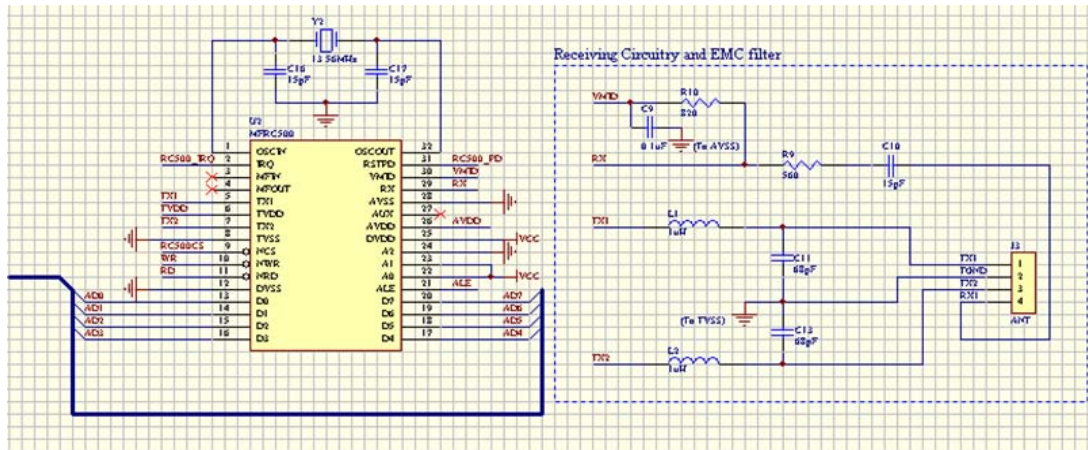 Y2
13.56MHz
C16
15pF
C17
15pF
U2
MFRC500
1 OSCIN OSCOUT 32
RC500_IRQ 2 IRQ RSTPD 31 RC500_PD
3 MFIN VMID 30 VMID
4 MFOUT RX 29 RX
TX1 5 TX1 AVSS 28
TVDD 6 TVDD AUX 27
TX2 7 TX2 AVDD 26 AVDD
8 TVSS DVDD 25 VCC
RC500CS 9 NCS A2 24
WR 10 NWR A1 23
RD 11 NRD A0 22 VCC
12 DVSS ALE 21 ALE
AD0 13 D0 D7 20 AD7
AD1 14 D1 D6 19 AD6
AD2 15 D2 D5 18 AD5
AD3 16 D3 D4 17 AD4
Receiving Circuitry and EMC filter
VMID
R10
820
C9
0.1uF
(To AVSS)
RX
R9
560
C10
15pF
TX1
L1
1uH
C11
68pF
J3
TX1 1
TGND 2
TX2 3
RX1 4
ANT
(To TVSS)
C13
68pF
TX2
L2
1uH